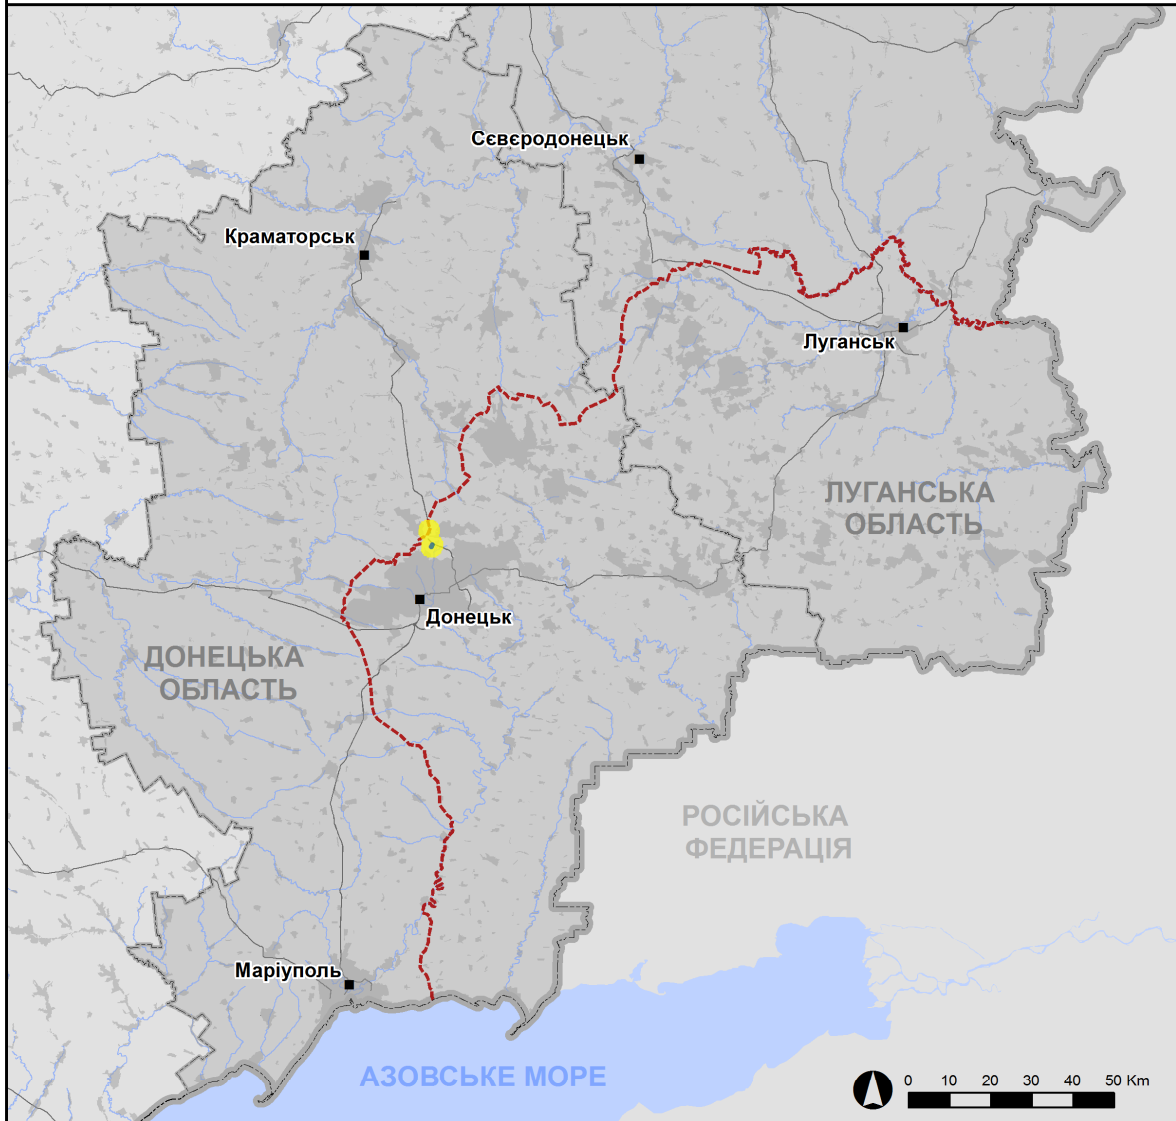 Сєвєродонецьк
Краматорськ
Луганськ
ЛУГАНСЬКА
ОБЛАСТЬ
Донецьк
ДОНЕЦЬКА
ОБЛАСТЬ
РОСІЙСЬКА
ФЕДЕРАЦІЯ
Маріуполь
АЗОВСЬКЕ МОРЕ
0 10 20 30 40 50 Km